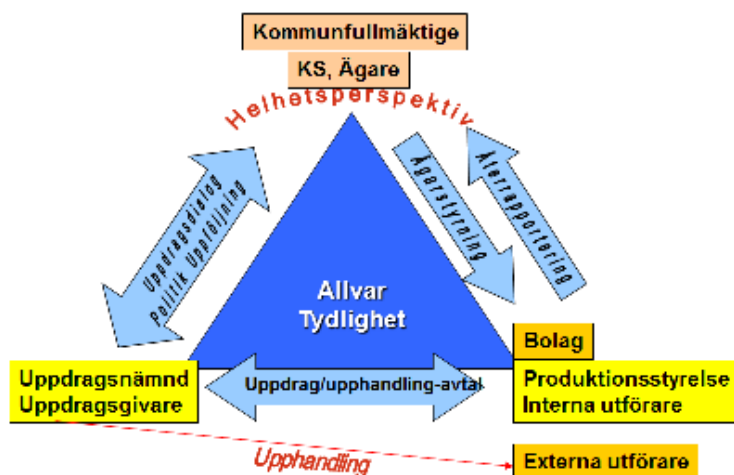 Kommunfullmäktige
KS, Ägare
Helhetsperspektiv
Uppdragsdialog
Politik Uppföljning
Ägarstyrning
Återrapportering
Allvar
Tydlighet
Bolag
Uppdragsnämnd
Uppdragsgivare
Uppdrag/upphandling-avtal
Produktionsstyrelse
Interna utförare
Upphandling
Externa utförare